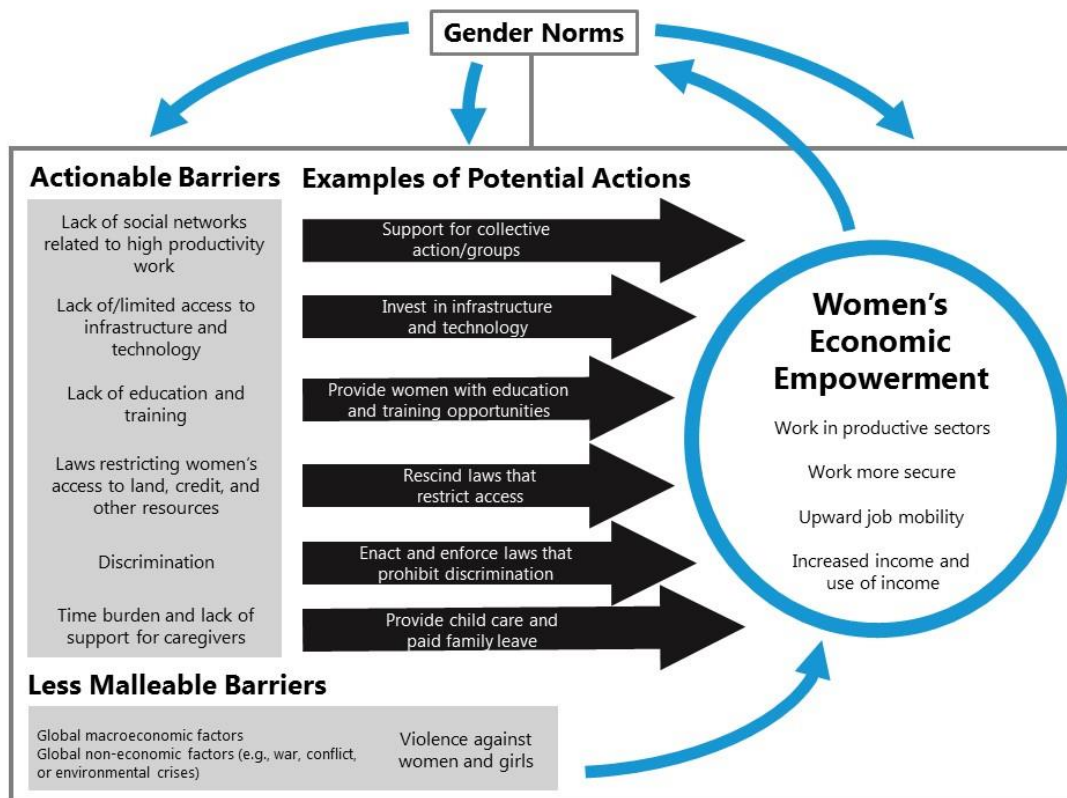 Gender Norms
Actionable Barriers
Lack of social networks
related to high productivity
work
Lack of/limited access to
infrastructure and
technology
Lack of education and
training
Laws restricting women's
access to land, credit, and
other resources
Discrimination
Time burden and lack of
support for caregivers
Examples of Potential Actions
Support for collective
action/groups
Invest in infrastructure
and technology
Provide women with education
and training opportunities
Rescind laws that
restrict access
Enact and enforce laws that
prohibit discrimination
Provide child care and
paid family leave
Women's
Economic
Empowerment
Work in productive sectors
Work more secure
Upward job mobility
Increased income and
use of income
Less Malleable Barriers
Global macroeconomic factors
Global non-economic factors (e.g., war, conflict,
or environmental crises)
Violence against
women and girls